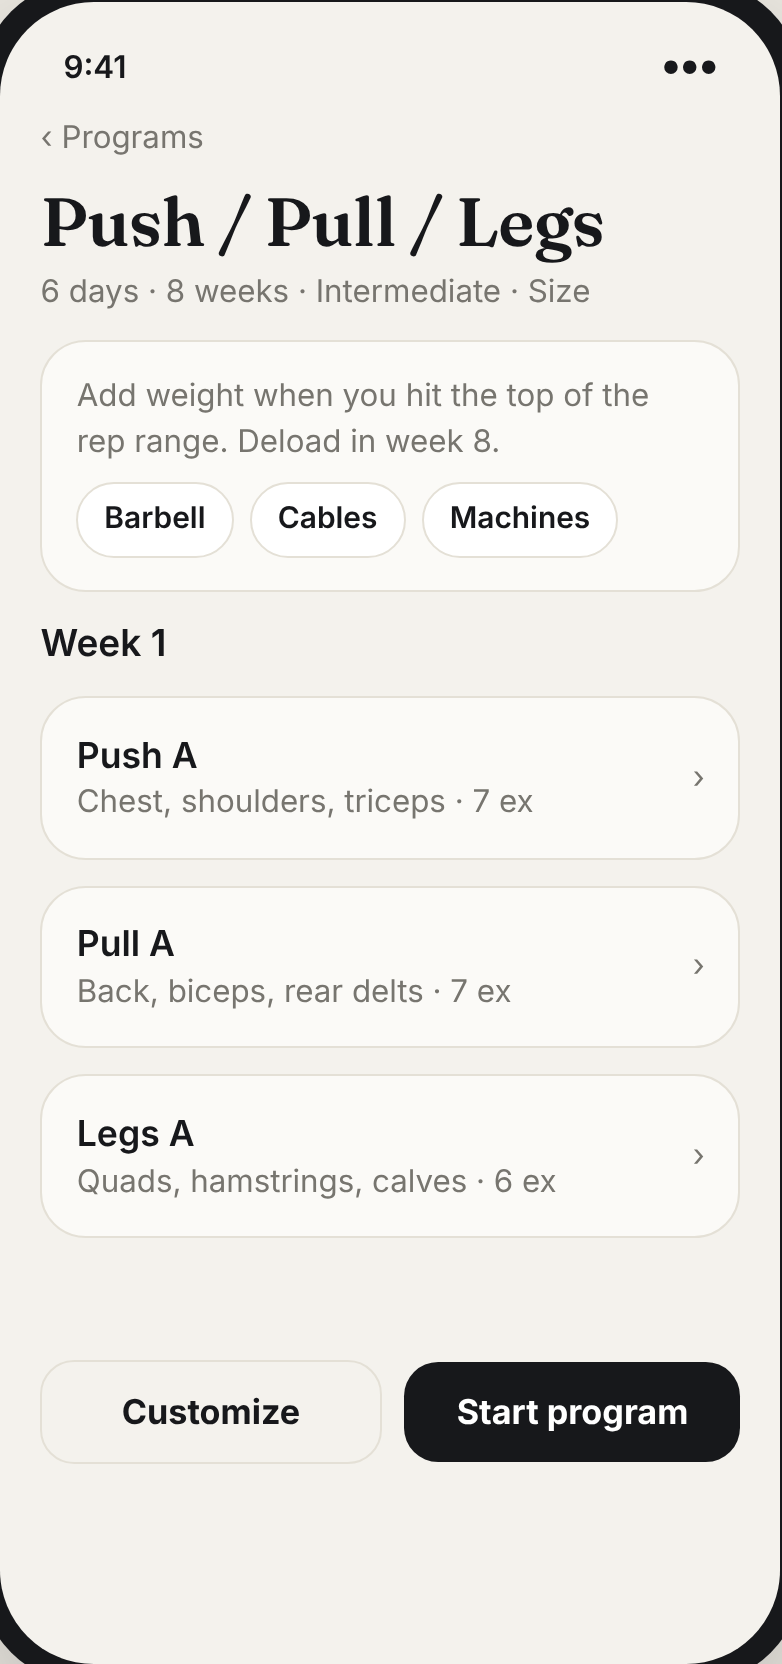 9:41
‹ Programs
Push / Pull / Legs
6 days · 8 weeks · Intermediate · Size
Add weight when you hit the top of the
rep range. Deload in week 8.
Barbell Cables Machines
Week 1
Push A
Chest, shoulders, triceps · 7 ex
›
Pull A
Back, biceps, rear delts · 7 ex
›
Legs A
Quads, hamstrings, calves · 6 ex
›
Customize Start program